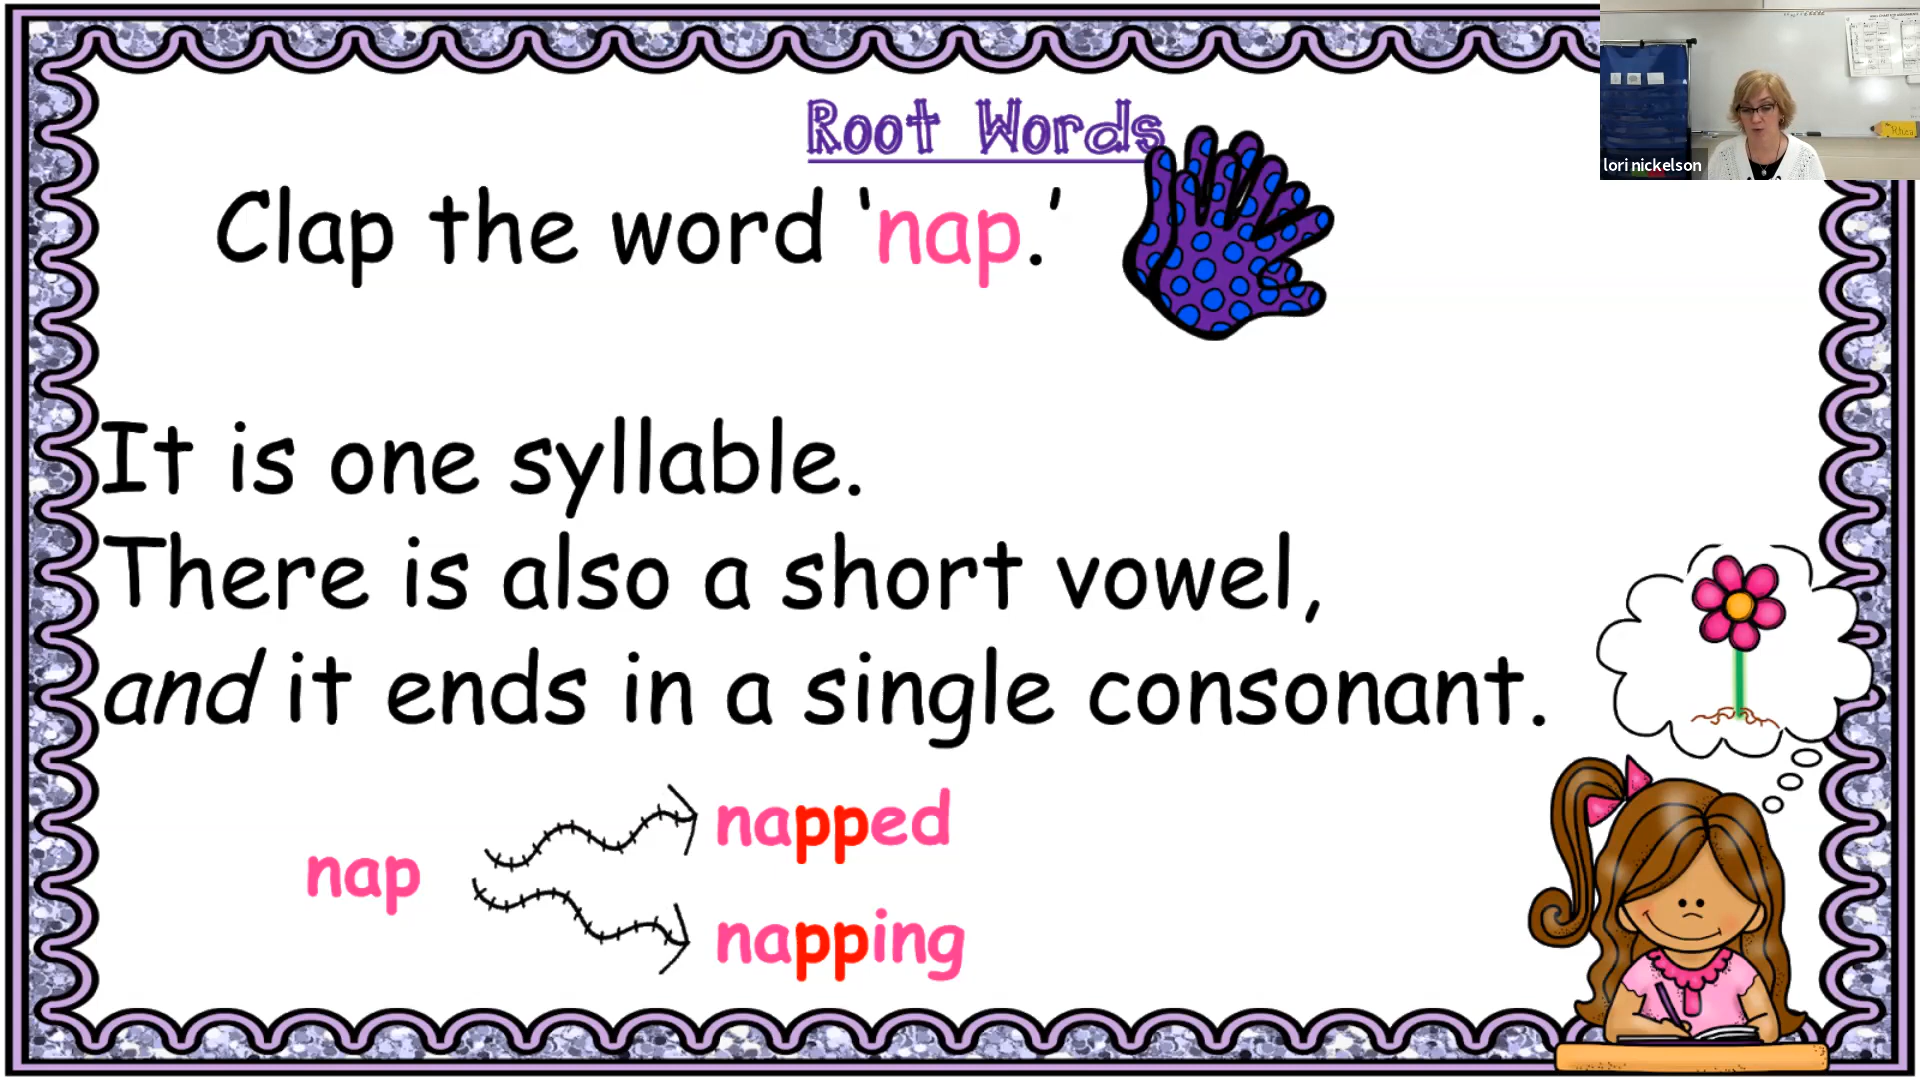 Root Words
Clap the word 'nap.'
It is one syllable.
There is also a short vowel,
and it ends in a single consonant.
nap
napped
napping
lori nickelson